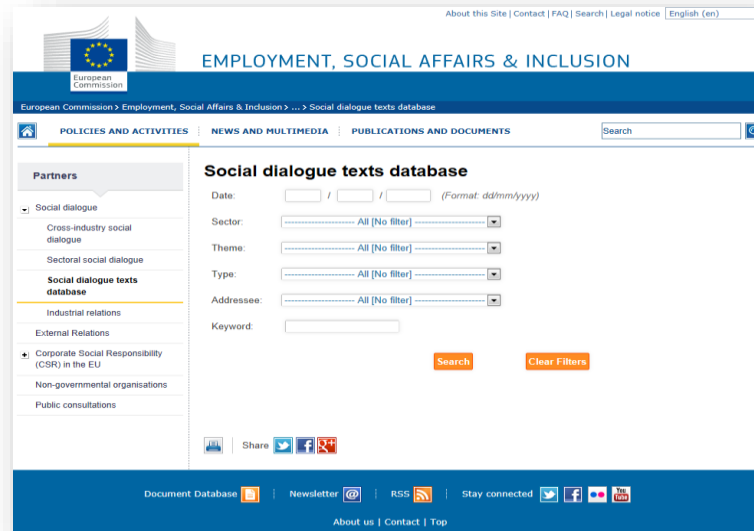 About this Site | Contact | FAQ | Search | Legal notice English (en)
European
Commission
EMPLOYMENT, SOCIAL AFFAIRS & INCLUSION
European Commission > Employment, Social Affairs & Inclusion > ... > Social dialogue texts database
POLICIES AND ACTIVITIES NEWS AND MULTIMEDIA PUBLICATIONS AND DOCUMENTS Search
Partners
Social dialogue
Cross-industry social
dialogue
Sectoral social dialogue
Social dialogue texts
database
Industrial relations
External Relations
Corporate Social Responsibility
(CSR) in the EU
Non-governmental organisations
Public consultations
Social dialogue texts database
Date: / / (Format: dd/mm/yyyy)
Sector: -------------------- All [No filter] --------------------
Theme: -------------------- All [No filter] --------------------
Type: -------------------- All [No filter] --------------------
Addressee: -------------------- All [No filter] --------------------
Keyword:
Search Clear Filters
Share
Document Database Newsletter @ RSS Stay connected You Tube
About us | Contact | Top